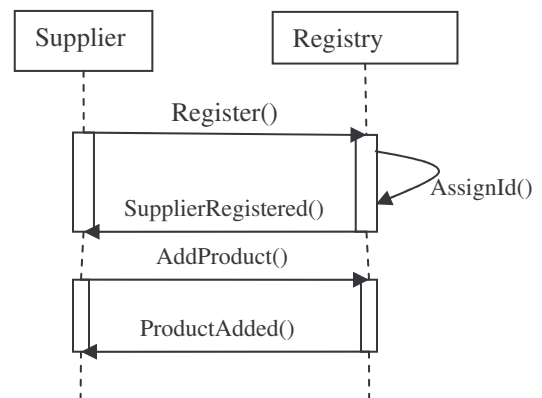 Supplier
Registry
Register()
AssignId()
SupplierRegistered()
AddProduct()
ProductAdded()